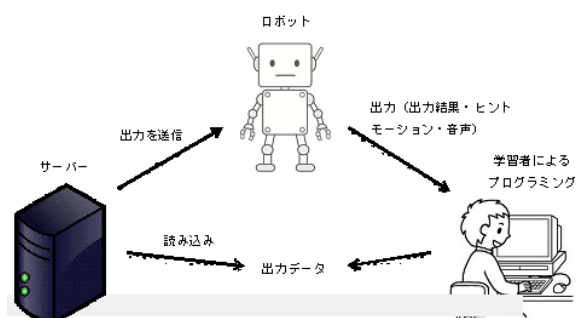 ロボット
出力を送信
出力（出力結果・ヒント
モーション・音声）
サーバー
学習者による
プログラミング
読み込み
出力データ